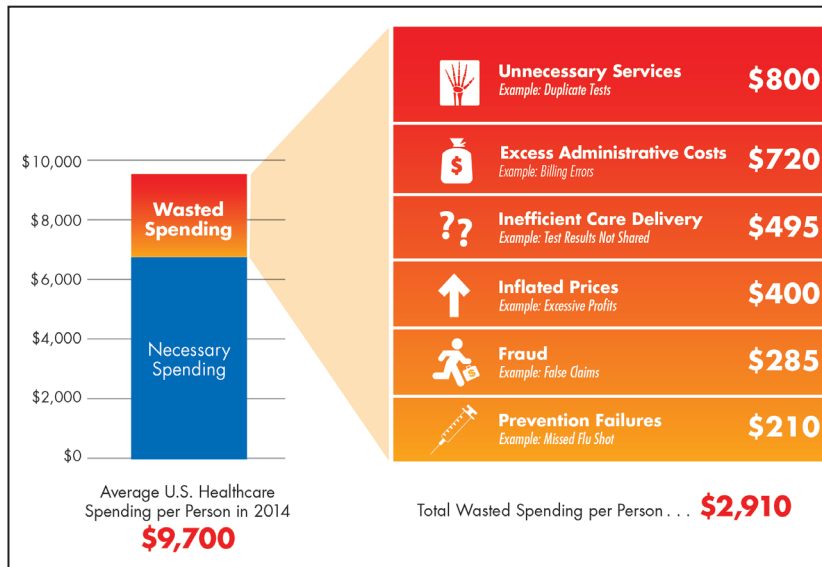 $10,000
$8,000
$6,000
$4,000
$2,000
$0
Wasted
Spending
Necessary
Spending
Average U.S. Healthcare
Spending per Person in 2014
$9,700
Unnecessary Services
Example: Duplicate Tests
$800
$
Excess Administrative Costs
Example: Billing Errors
$720
??
Inefficient Care Delivery
Example: Test Results Not Shared
$495
Inflated Prices
Example: Excessive Profits
$400
$
Fraud
Example: False Claims
$285
Prevention Failures
Example: Missed Flu Shot
$210
Total Wasted Spending per Person . . . $2,910